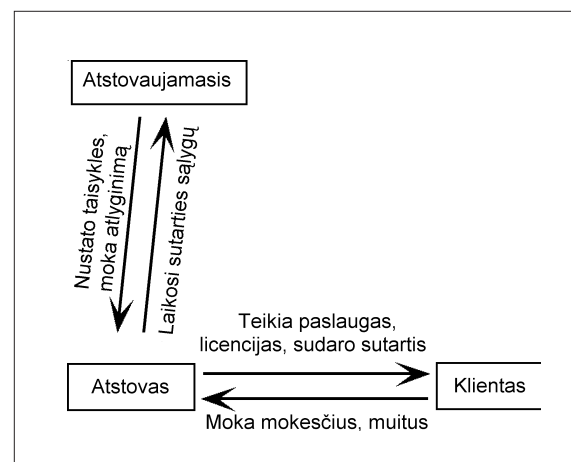 Atstovaujamasis
Nustato taisykles,
moka atlyginimą
Laikosi sutarties sąlygų
Teikia paslaugas,
licencijas, sudaro sutartis
Atstovas
Klientas
Moka mokesčius, muitus